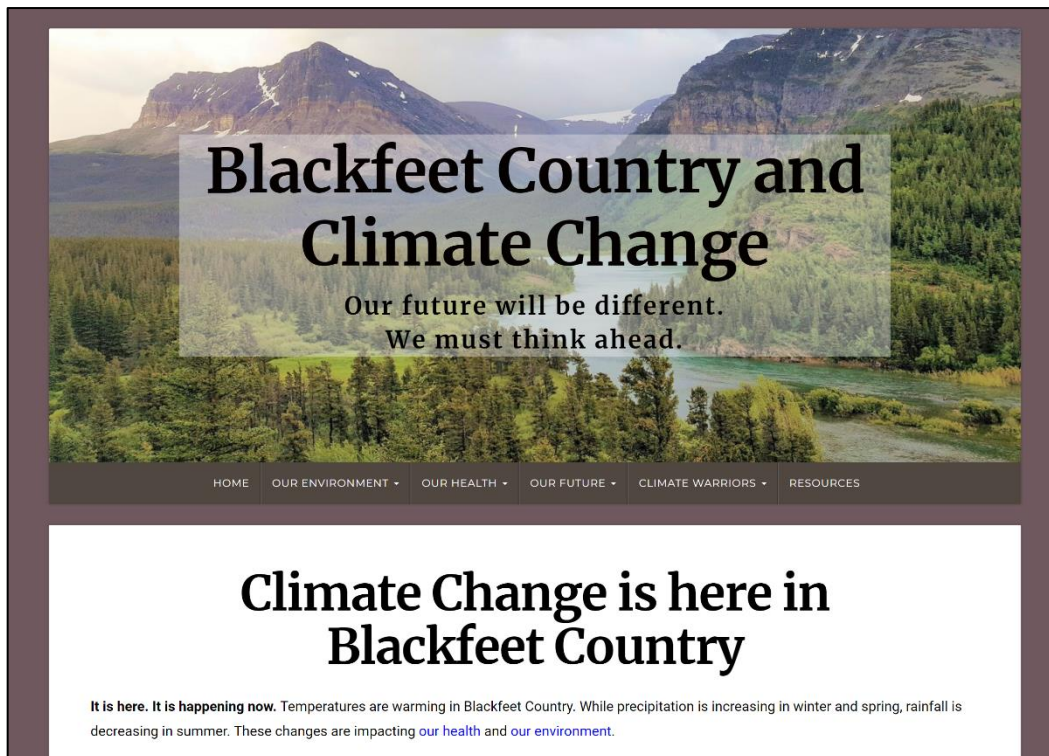 Blackfeet Country and
Climate Change
Our future will be different.
We must think ahead.
HOME OUR ENVIRONMENT OUR HEALTH OUR FUTURE CLIMATE WARRIORS RESOURCES
Climate Change is here in
Blackfeet Country
It is here. It is happening now. Temperatures are warming in Blackfeet Country. While precipitation is increasing in winter and spring, rainfall is
decreasing in summer. These changes are impacting our health and our environment.